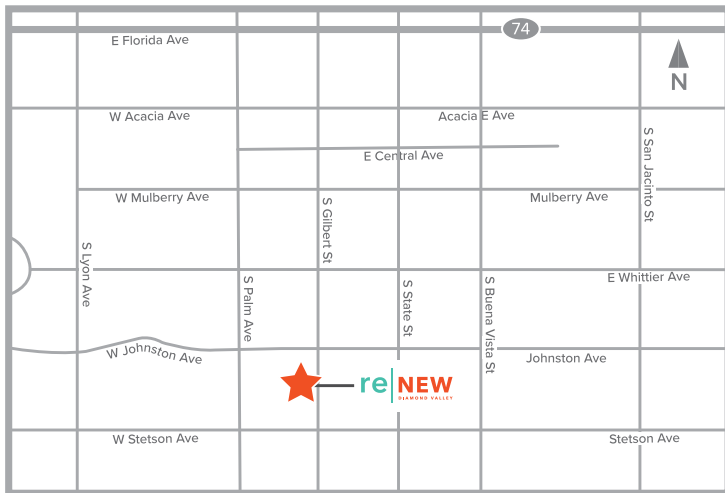 74
E Florida Ave
N
W Acacia Ave
Acacia E Ave
E Central Ave
S San Jacinto St
W Mulberry Ave
Mulberry Ave
S Gilbert St
S Lyon Ave
E Whittier Ave
S Palm Ave
S State St
S Buena Vista St
W Johnston Ave
Johnston Ave
re|NEW
DIAMOND VALLEY
W Stetson Ave
Stetson Ave